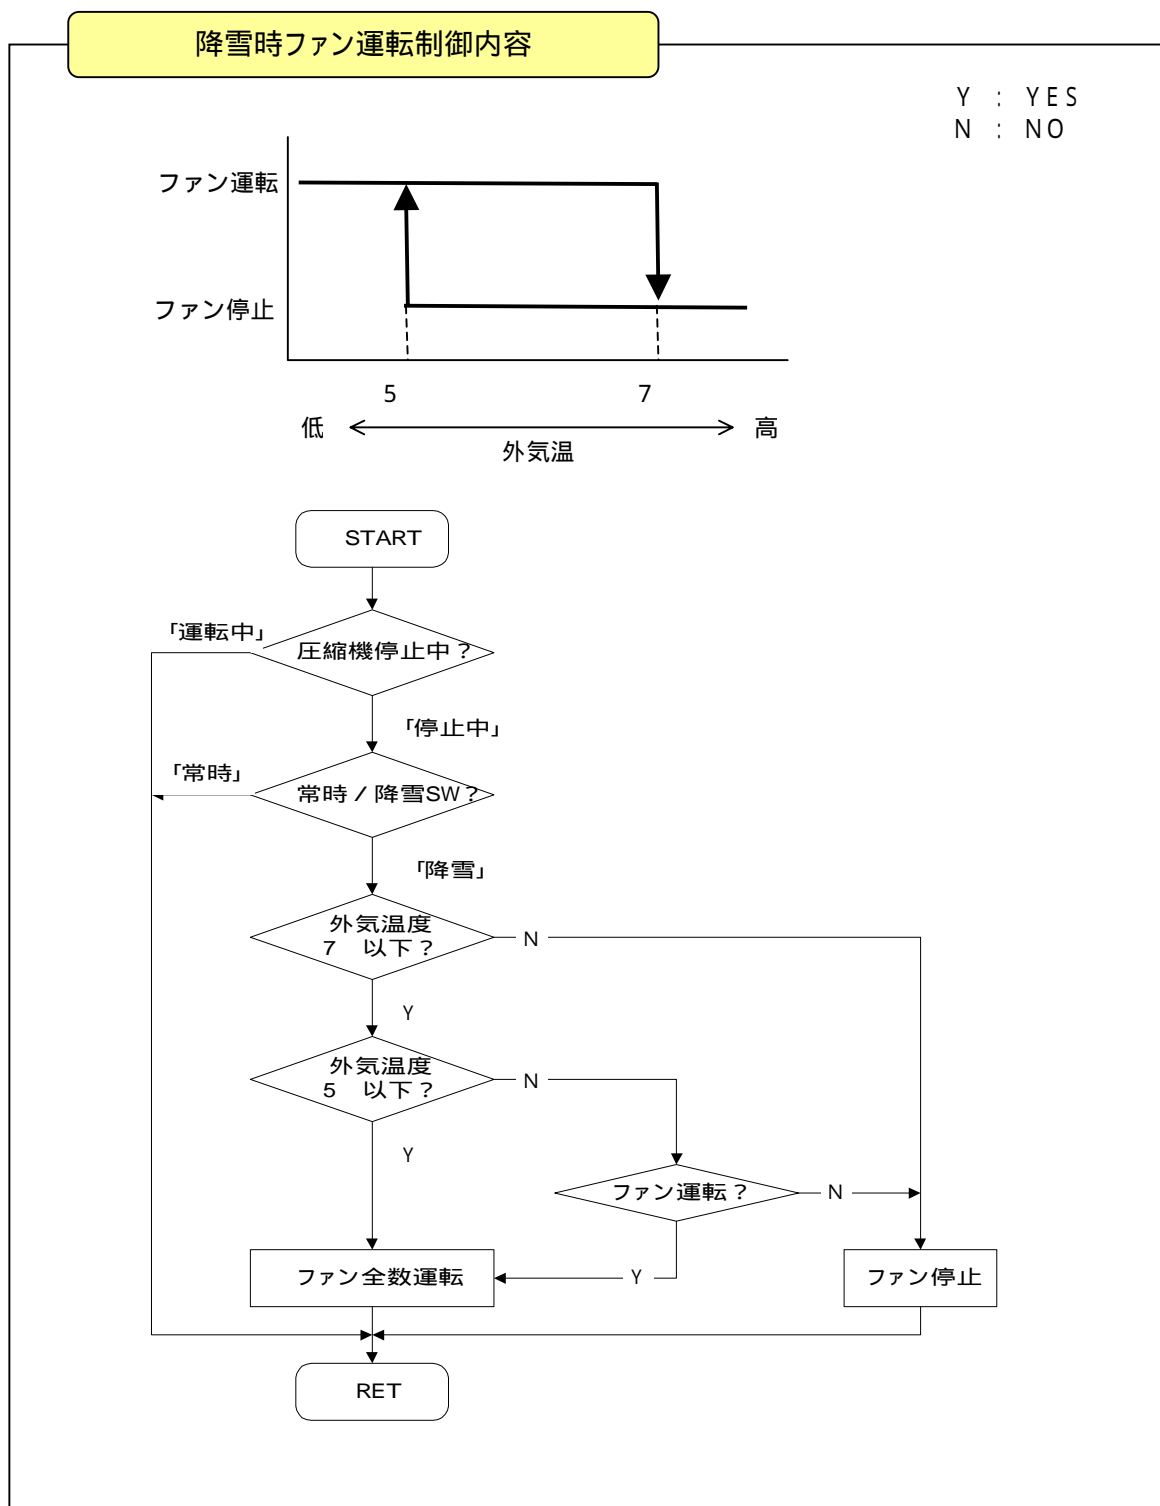 降雪時ファン運転制御内容
Y : YES
N : NO
ファン運転
ファン停止
5 7
低 高
外気温
START
「運転中」
圧縮機停止中?
「停止中」
「常時」
常時/降雪SW?
「降雪」
外気温度
7 以下?
N
Y
外気温度
5 以下?
N
Y
ファン運転?
N
ファン全数運転
Y
ファン停止
RET